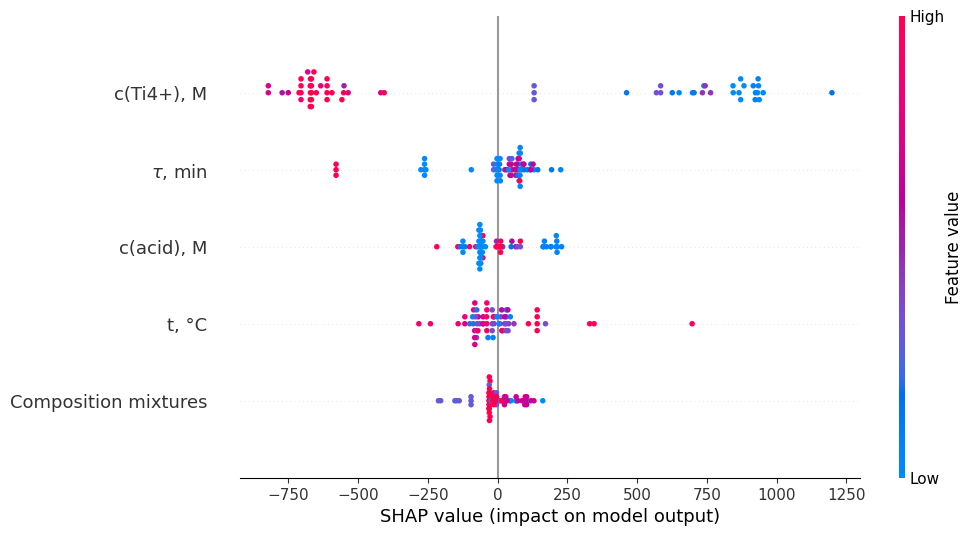 High
c(Ti4+), M
τ, min
c(acid), M
t, °C
Composition mixtures
Feature value
Low
−750 −500 −250 0 250 500 750 1000 1250
SHAP value (impact on model output)